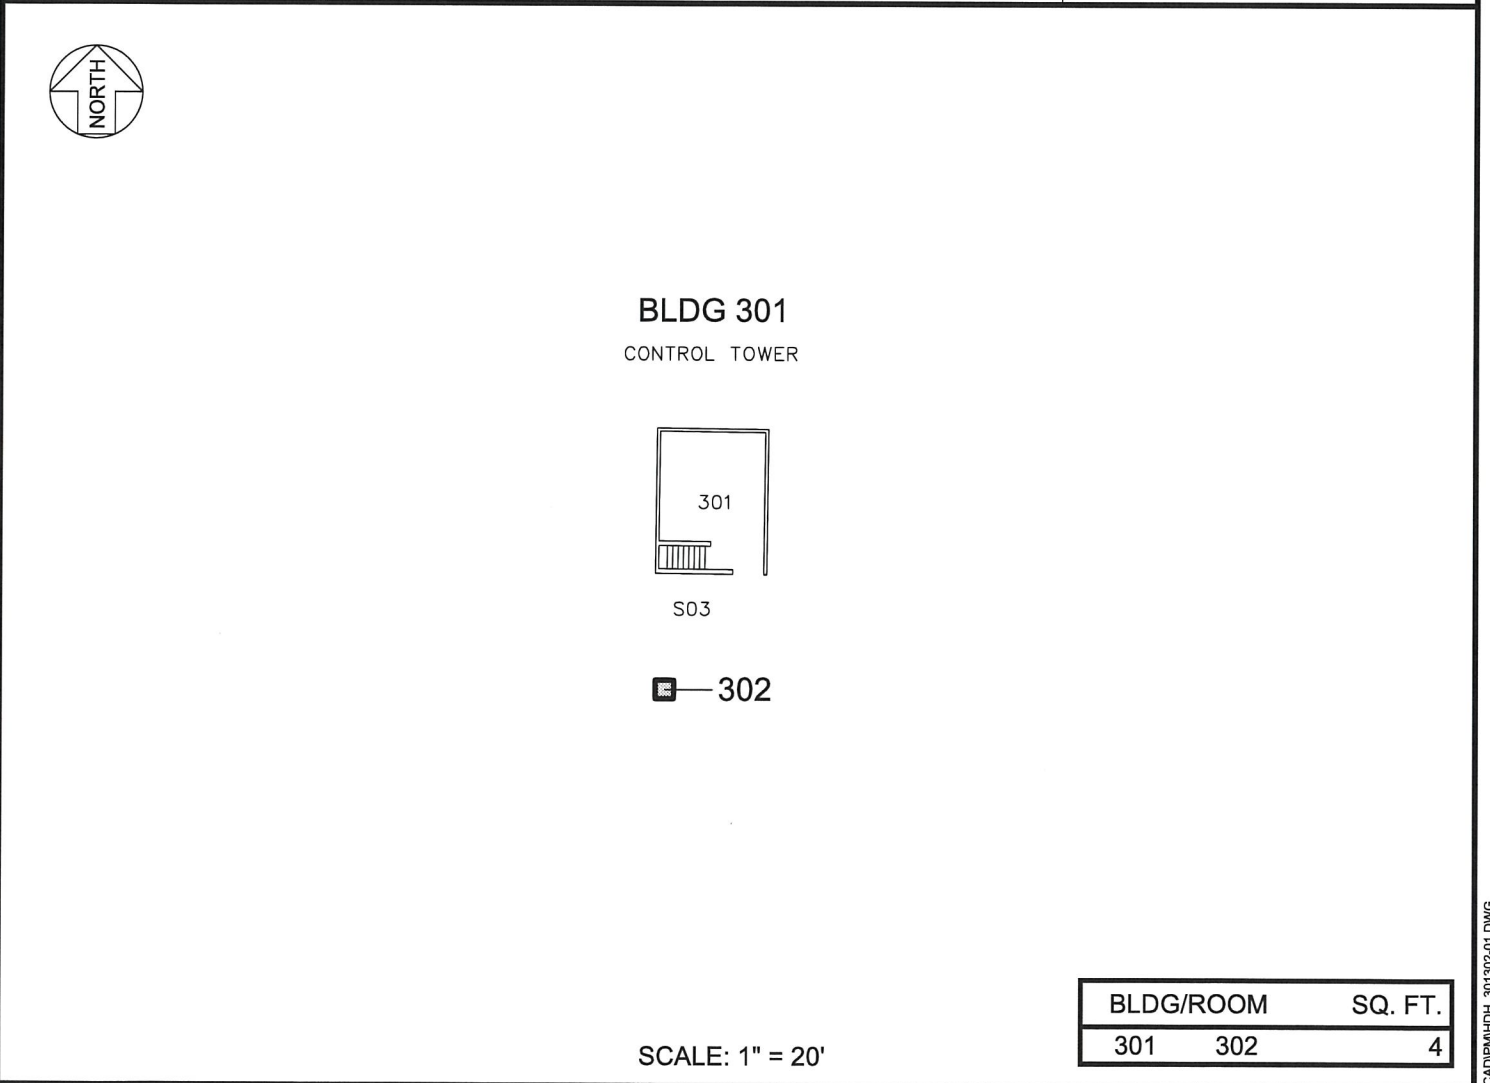 NORTH
BLDG 301
CONTROL TOWER
301
S03
302
BLDG/ROOM SQ. FT.
301 302 4
SCALE: 1" = 20'